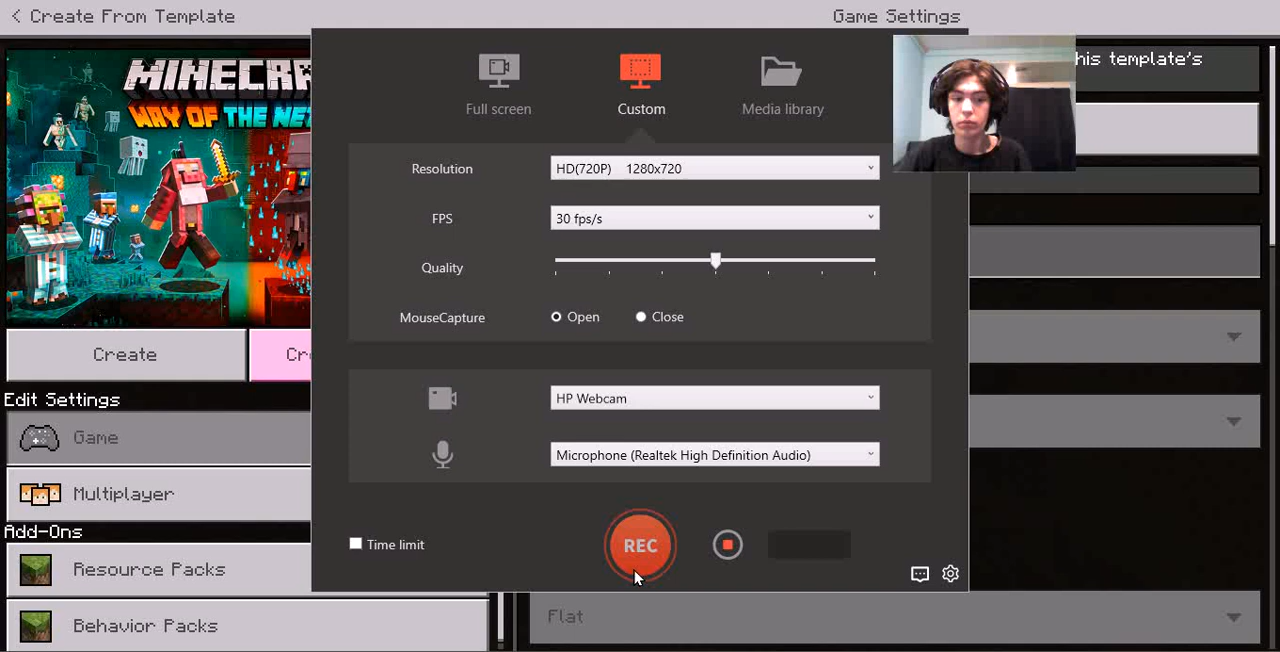 < Create From Template
Game Settings
MINECRA
WAY OF THE NE
his template's
Full screen
Custom
Media library
Resolution
HD(720P) 1280x720
FPS
30 fps/s
Quality
MouseCapture
Open
Close
Create
Cr
Edit Settings
Game
Multiplayer
HP Webcam
Microphone (Realtek High Definition Audio)
Add-Ons
Resource Packs
Behavior Packs
Time limit
REC
Flat